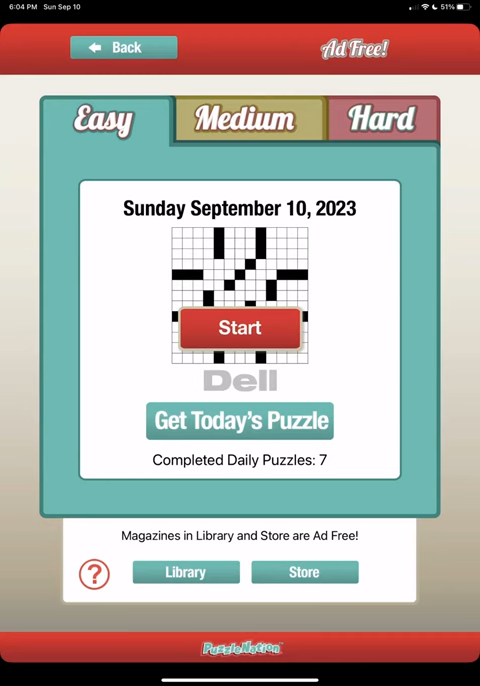 6:04 PM Sun Sep 10 51%
Back
Ad Free!
Easy Medium Hard
Sunday September 10, 2023
Start
Dell
Get Today's Puzzle
Completed Daily Puzzles: 7
Magazines in Library and Store are Ad Free!
? Library Store
PuzzleNation